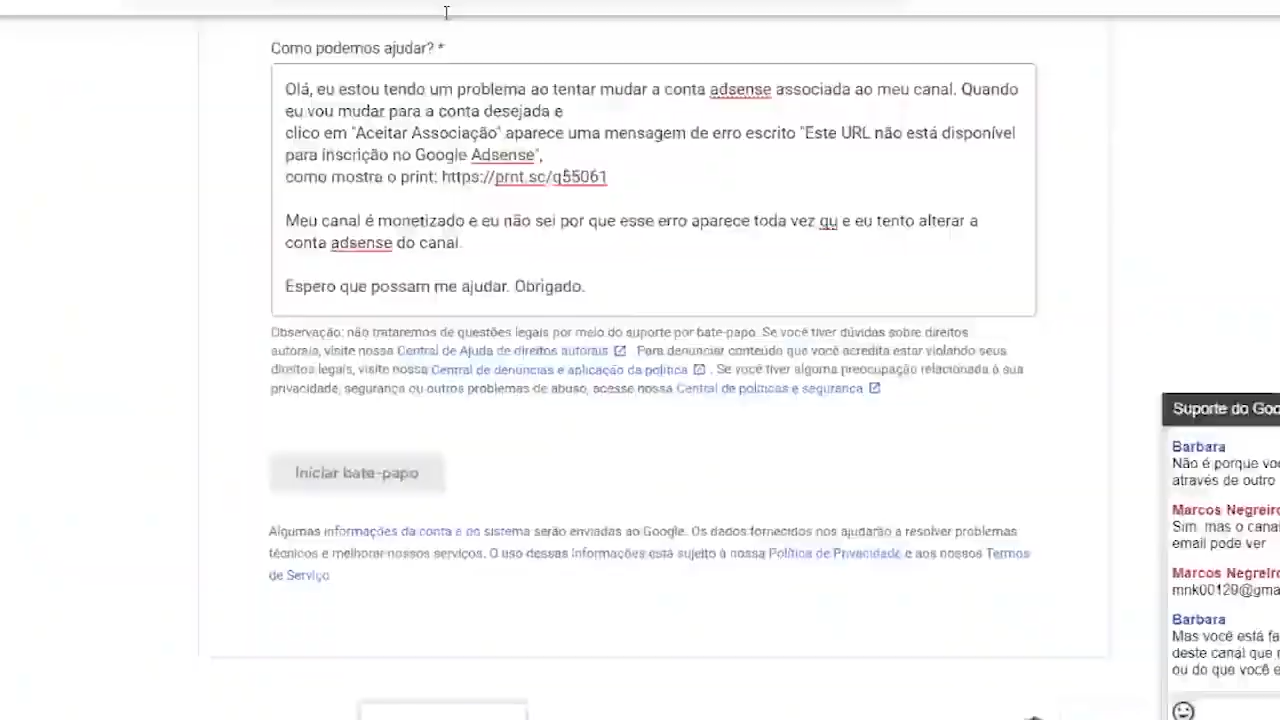 Como podemos ajudar? *
Olá, eu estou tendo um problema ao tentar mudar a conta adsense associada ao meu canal. Quando
eu vou mudar para a conta desejada e
clico em "Aceitar Associação" aparece uma mensagem de erro escrito "Este URL não está disponível
para inscrição no Google Adsense",
como mostra o print: https://prnt.sc/q55061
Meu canal é monetizado e eu não sei por que esse erro aparece toda vez qu e eu tento alterar a
conta adsense do canal.
Espero que possam me ajudar. Obrigado.
Observação: não trataremos de questões legais por meio do suporte por bate-papo. Se você tiver dúvidas sobre direitos
autorais, visite nossa Central de Ajuda de direitos autorais . Para denunciar conteúdo que você acredita estar violando seus
direitos legais, visite nossa Central de denúncias e aplicação da política . Se você tiver alguma preocupação relacionada à sua
privacidade, segurança ou outros problemas de abuso, acesse nossa Central de políticas e segurança
Iniciar bate-papo
Algumas informações da conta e do sistema serão enviadas ao Google. Os dados fornecidos nos ajudarão a resolver problemas
técnicos e melhorar nossos serviços. O uso dessas informações está sujeito à nossa Política de Privacidade e aos nossos Termos
de Serviço
Suporte do Goo
Barbara
Não é porque voc
através de outro
Marcos Negreiro
Sim mas o cana
email pode ver
Marcos Negreiro
mnk00129@gma
Barbara
Mas você está fa
deste canal que
ou do que você e